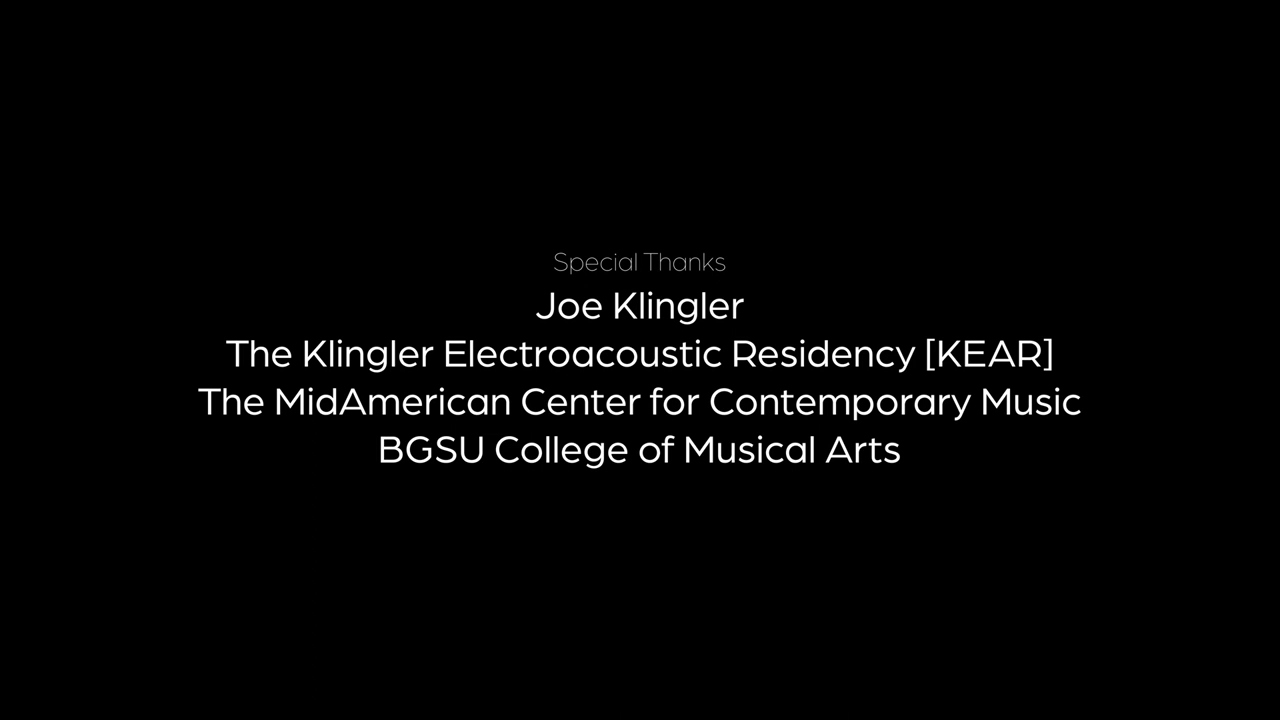 Special Thanks
Joe Klingler
The Klingler Electroacoustic Residency [KEAR]
The MidAmerican Center for Contemporary Music
BGSU College of Musical Arts